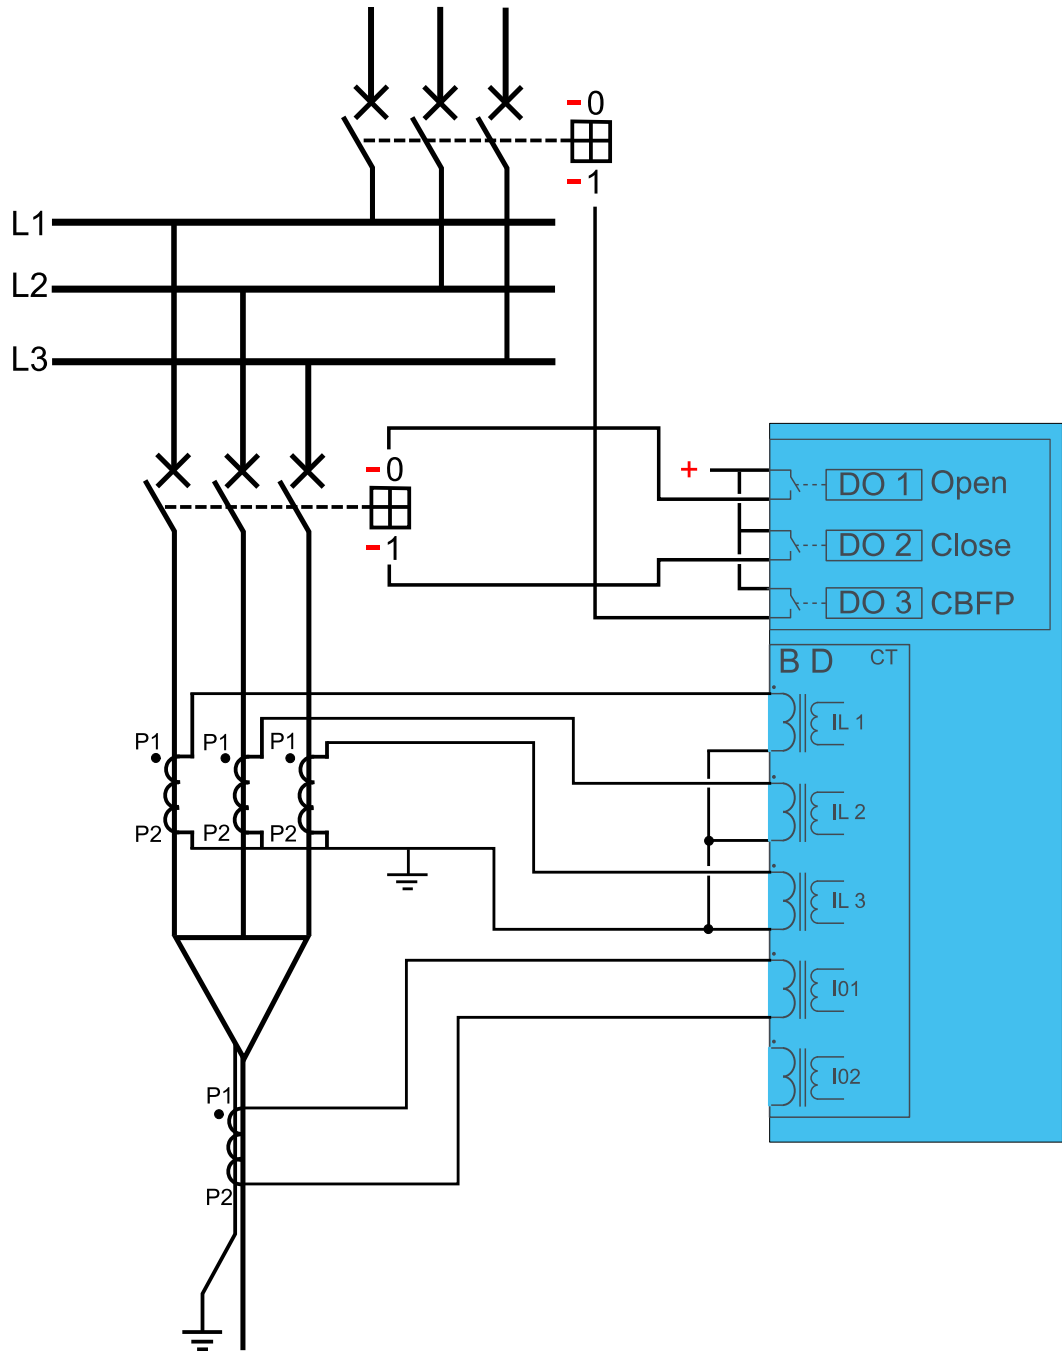 -0
-1
L1
L2
L3
-0
-1
+
DO 1 Open
DO 2 Close
DO 3 CBFP
B D CT
IL 1
IL 2
IL 3
I01
I02
P1 P1 P1
P2 P2 P2
P1
P2